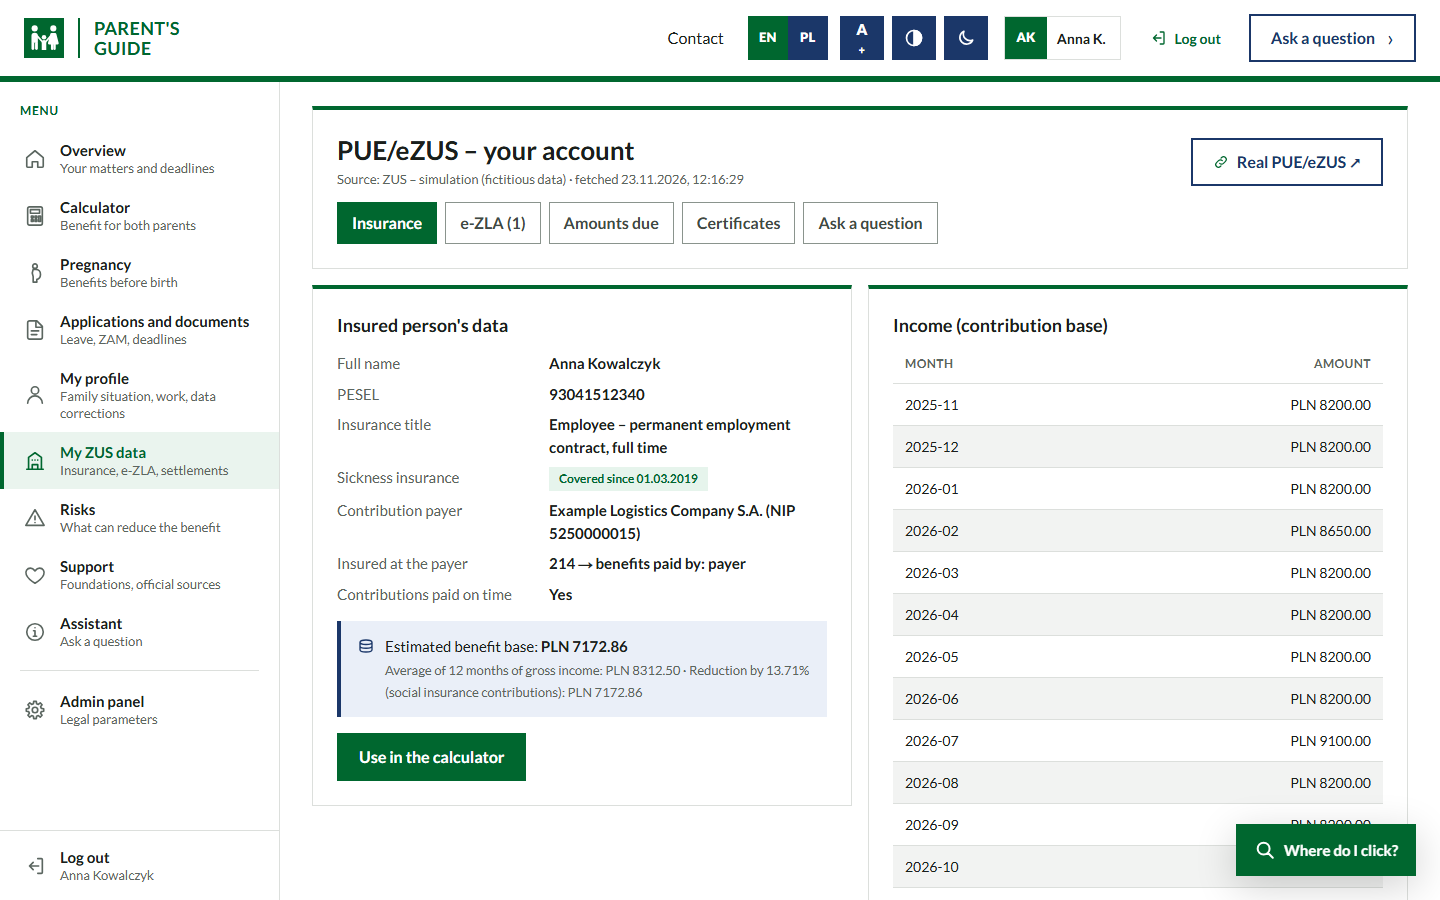 PARENT'S
GUIDE
Contact
EN
PL
A
+
AK
Anna K.
Log out
Ask a question ›
MENU
Overview
Your matters and deadlines
Calculator
Benefit for both parents
Pregnancy
Benefits before birth
Applications and documents
Leave, ZAM, deadlines
My profile
Family situation, work, data
corrections
My ZUS data
Insurance, e-ZLA, settlements
Risks
What can reduce the benefit
Support
Foundations, official sources
Assistant
Ask a question
Admin panel
Legal parameters
Log out
Anna Kowalczyk
PUE/eZUS – your account
Source: ZUS – simulation (fictitious data) · fetched 23.11.2026, 12:16:29
Real PUE/eZUS ↗
Insurance
e-ZLA (1)
Amounts due
Certificates
Ask a question
Insured person's data
Full name Anna Kowalczyk
PESEL 93041512340
Insurance title Employee – permanent employment
contract, full time
Sickness insurance Covered since 01.03.2019
Contribution payer Example Logistics Company S.A. (NIP
5250000015)
Insured at the payer 214 → benefits paid by: payer
Contributions paid on time Yes
Estimated benefit base: PLN 7172.86
Average of 12 months of gross income: PLN 8312.50 · Reduction by 13.71%
(social insurance contributions): PLN 7172.86
Use in the calculator
Income (contribution base)
MONTH AMOUNT
2025-11 PLN 8200.00
2025-12 PLN 8200.00
2026-01 PLN 8200.00
2026-02 PLN 8650.00
2026-03 PLN 8200.00
2026-04 PLN 8200.00
2026-05 PLN 8200.00
2026-06 PLN 8200.00
2026-07 PLN 9100.00
2026-08 PLN 8200.00
2026-09
2026-10
Where do I click?